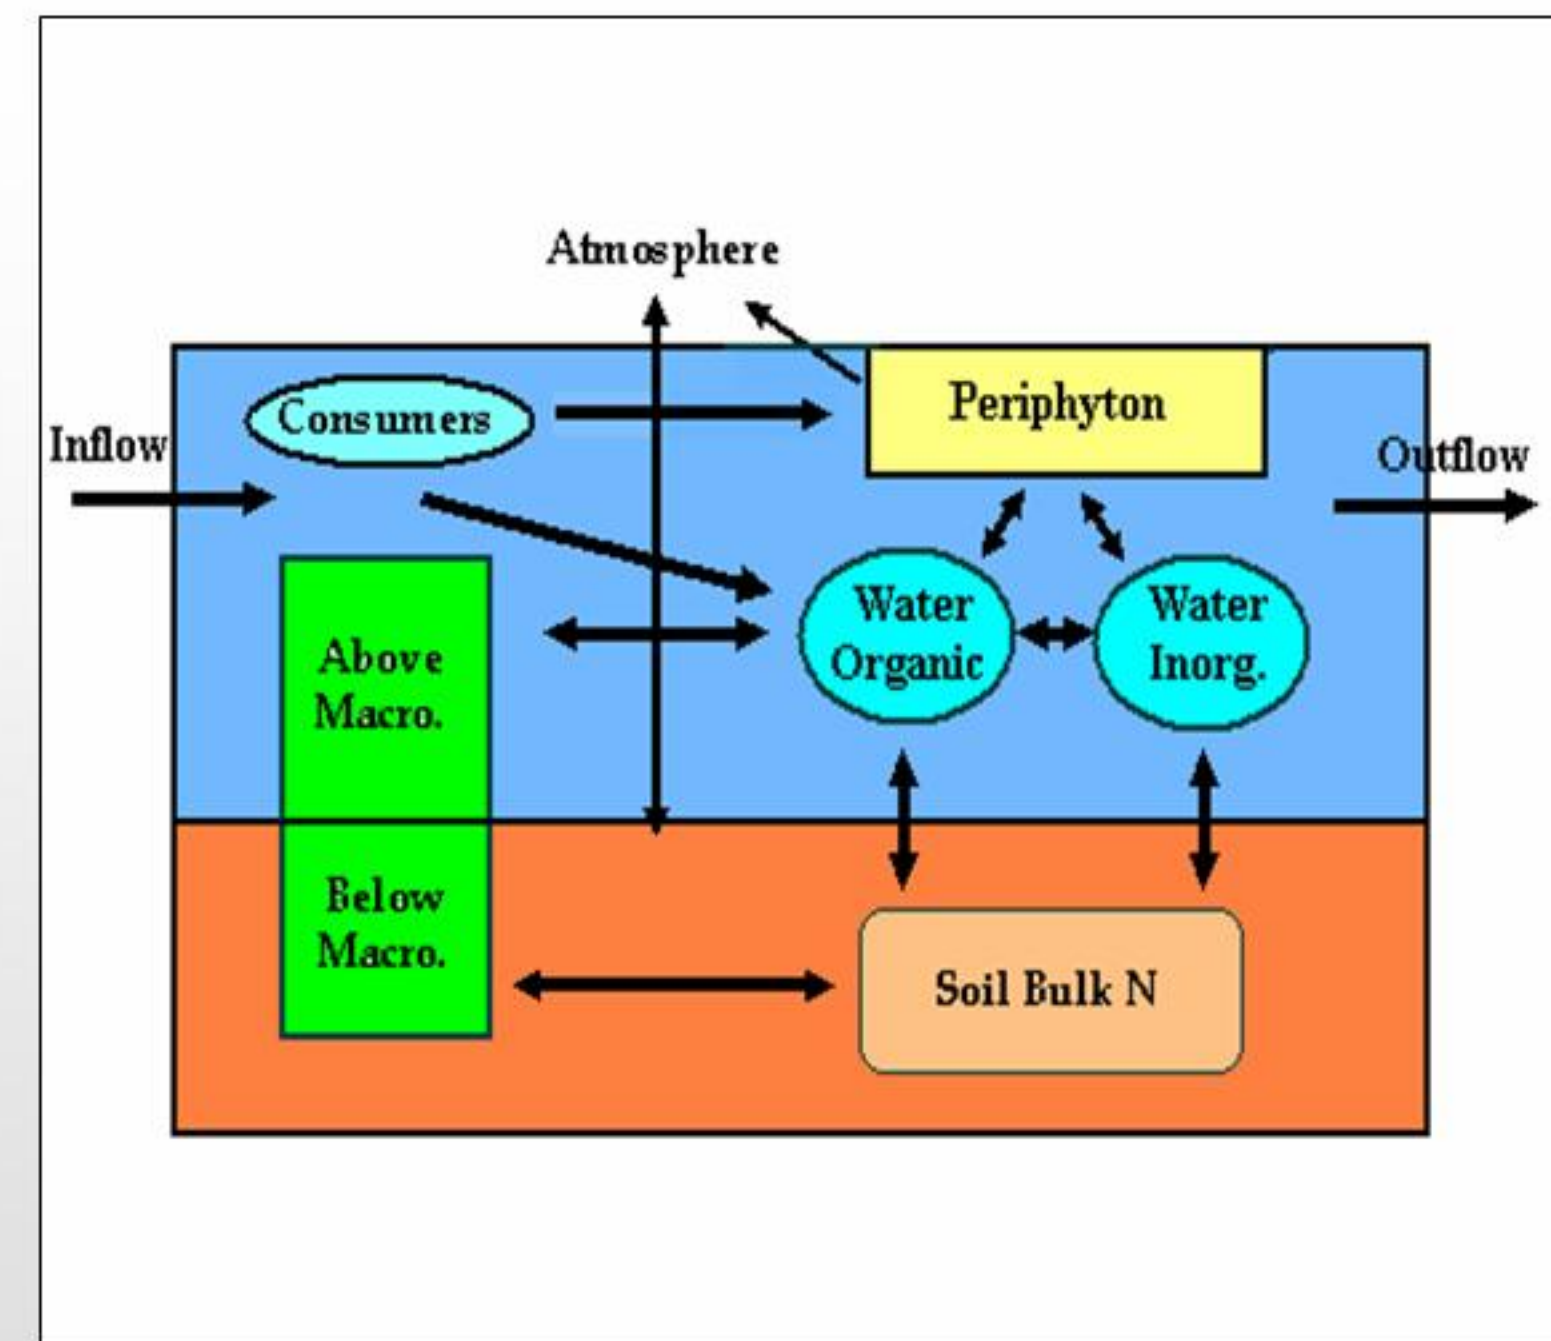 Atmosphere
Consumers
Periphyton
Inflow
Outflow
Above
Macro.
Water
Organic
Water
Inorg.
Below
Macro.
Soil Bulk N